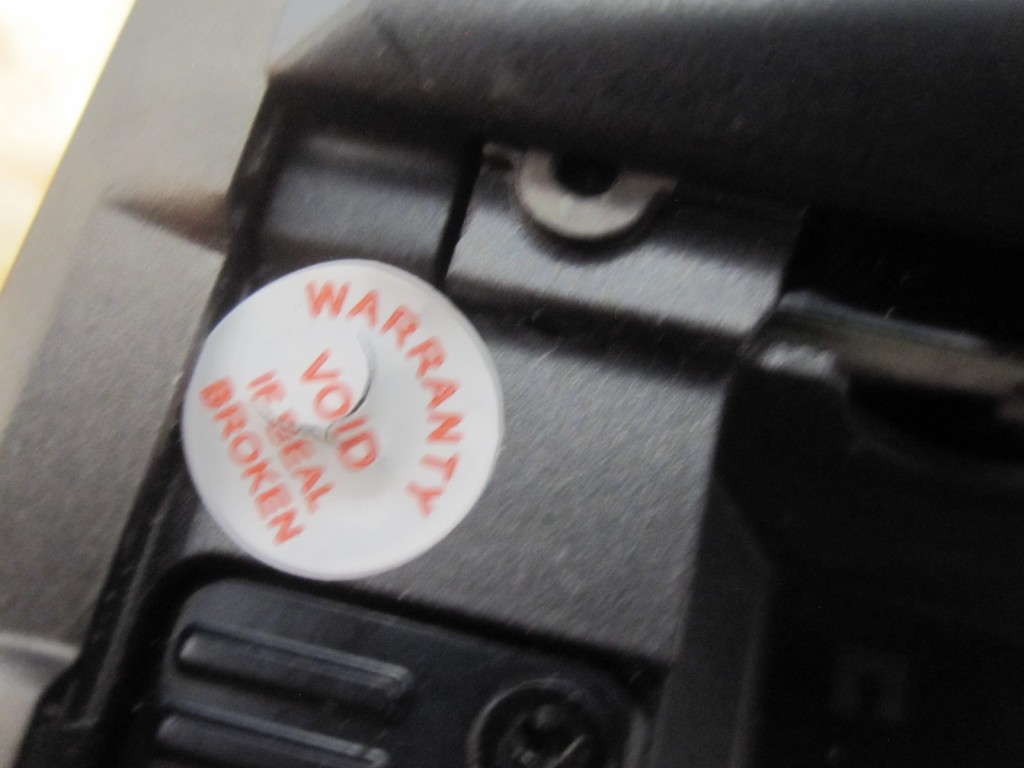 WARRANTY
VOID
IF SEAL
BROKEN